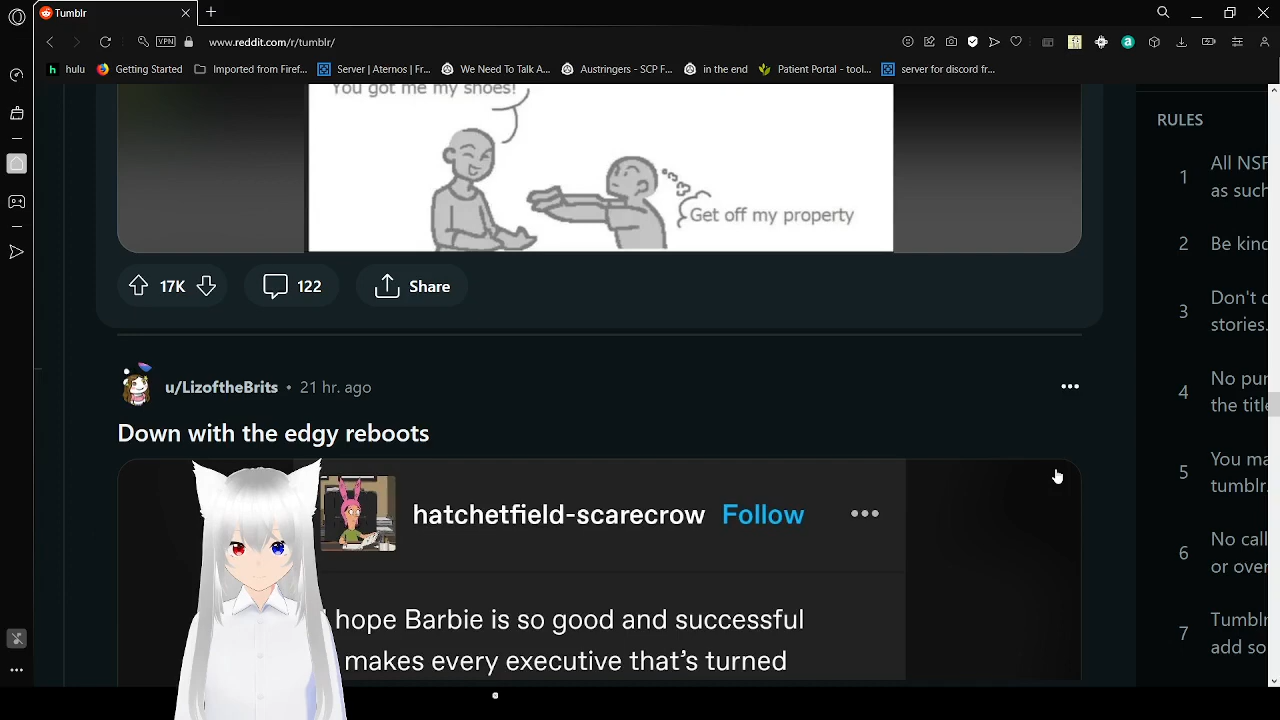 Tumblr
www.reddit.com/r/tumblr/
VPN
hulu
Getting Started
Imported from Firef...
Server | Aternos | Fr...
We Need To Talk A...
Austringers - SCP F...
in the end
Patient Portal - tool...
server for discord fr...
You got me my shoes!
Get off my property
17K
122
Share
u/LizoftheBrits • 21 hr. ago
Down with the edgy reboots
hatchetfield-scarecrow Follow
hope Barbie is so good and successful
makes every executive that's turned
RULES
1 All NSF
as such
2 Be kind
3 Don't c
stories.
4 No pur
the title
5 You ma
tumblr.
6 No call
or over
7 Tumblr
add so